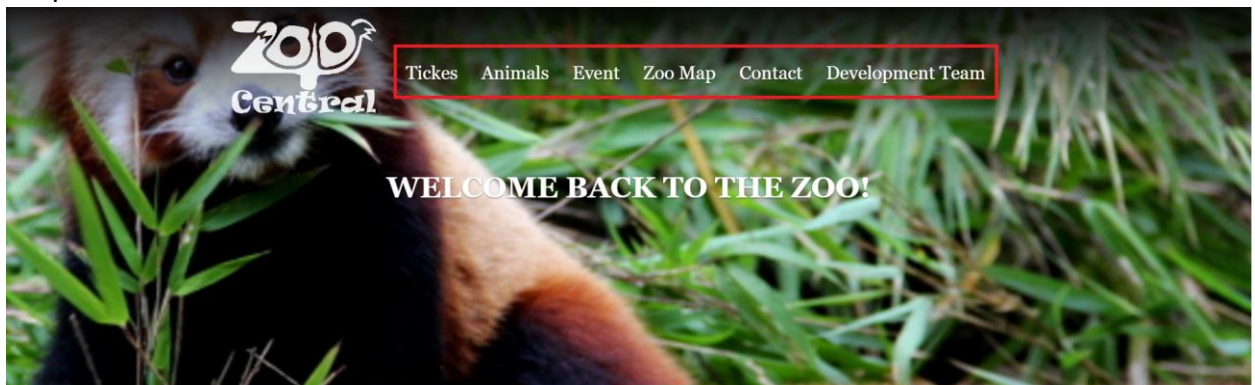 Zoo
Central
Tickes Animals Event Zoo Map Contact Development Team
WELCOME BACK TO THE ZOO!